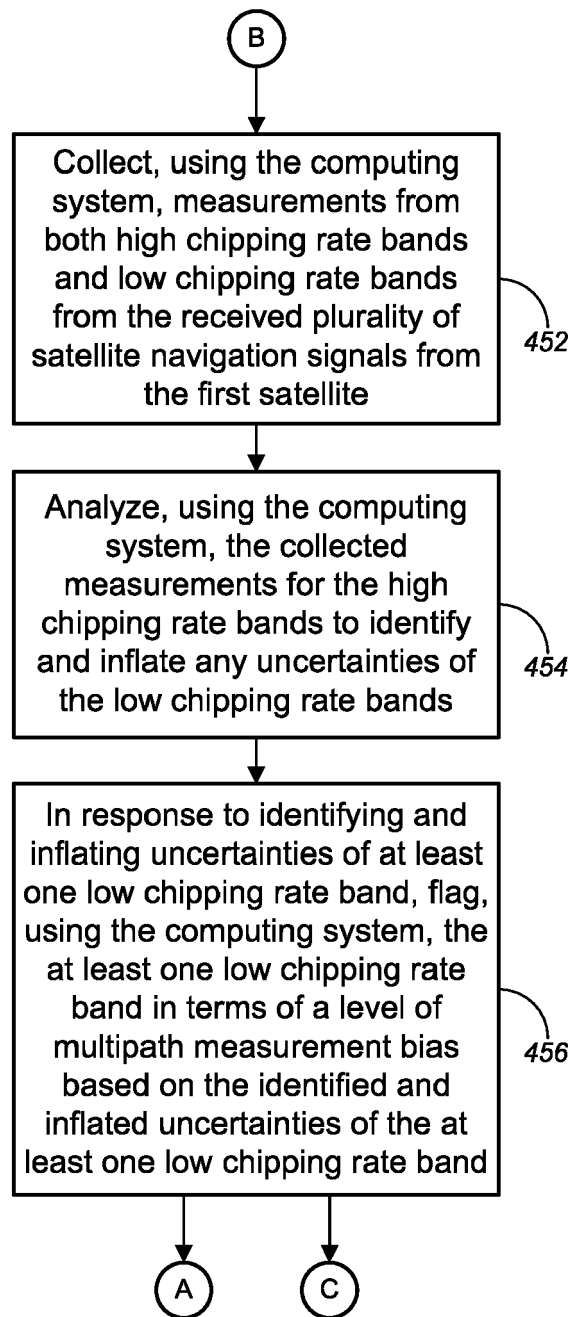 B
Collect, using the computing
system, measurements from
both high chipping rate bands
and low chipping rate bands
from the received plurality of
satellite navigation signals from
the first satellite
452
Analyze, using the computing
system, the collected
measurements for the high
chipping rate bands to identify
and inflate any uncertainties of
the low chipping rate bands
454
In response to identifying and
inflating uncertainties of at least
one low chipping rate band, flag,
using the computing system, the
at least one low chipping rate
band in terms of a level of
multipath measurement bias
based on the identified and
inflated uncertainties of the at
least one low chipping rate band
456
A
C